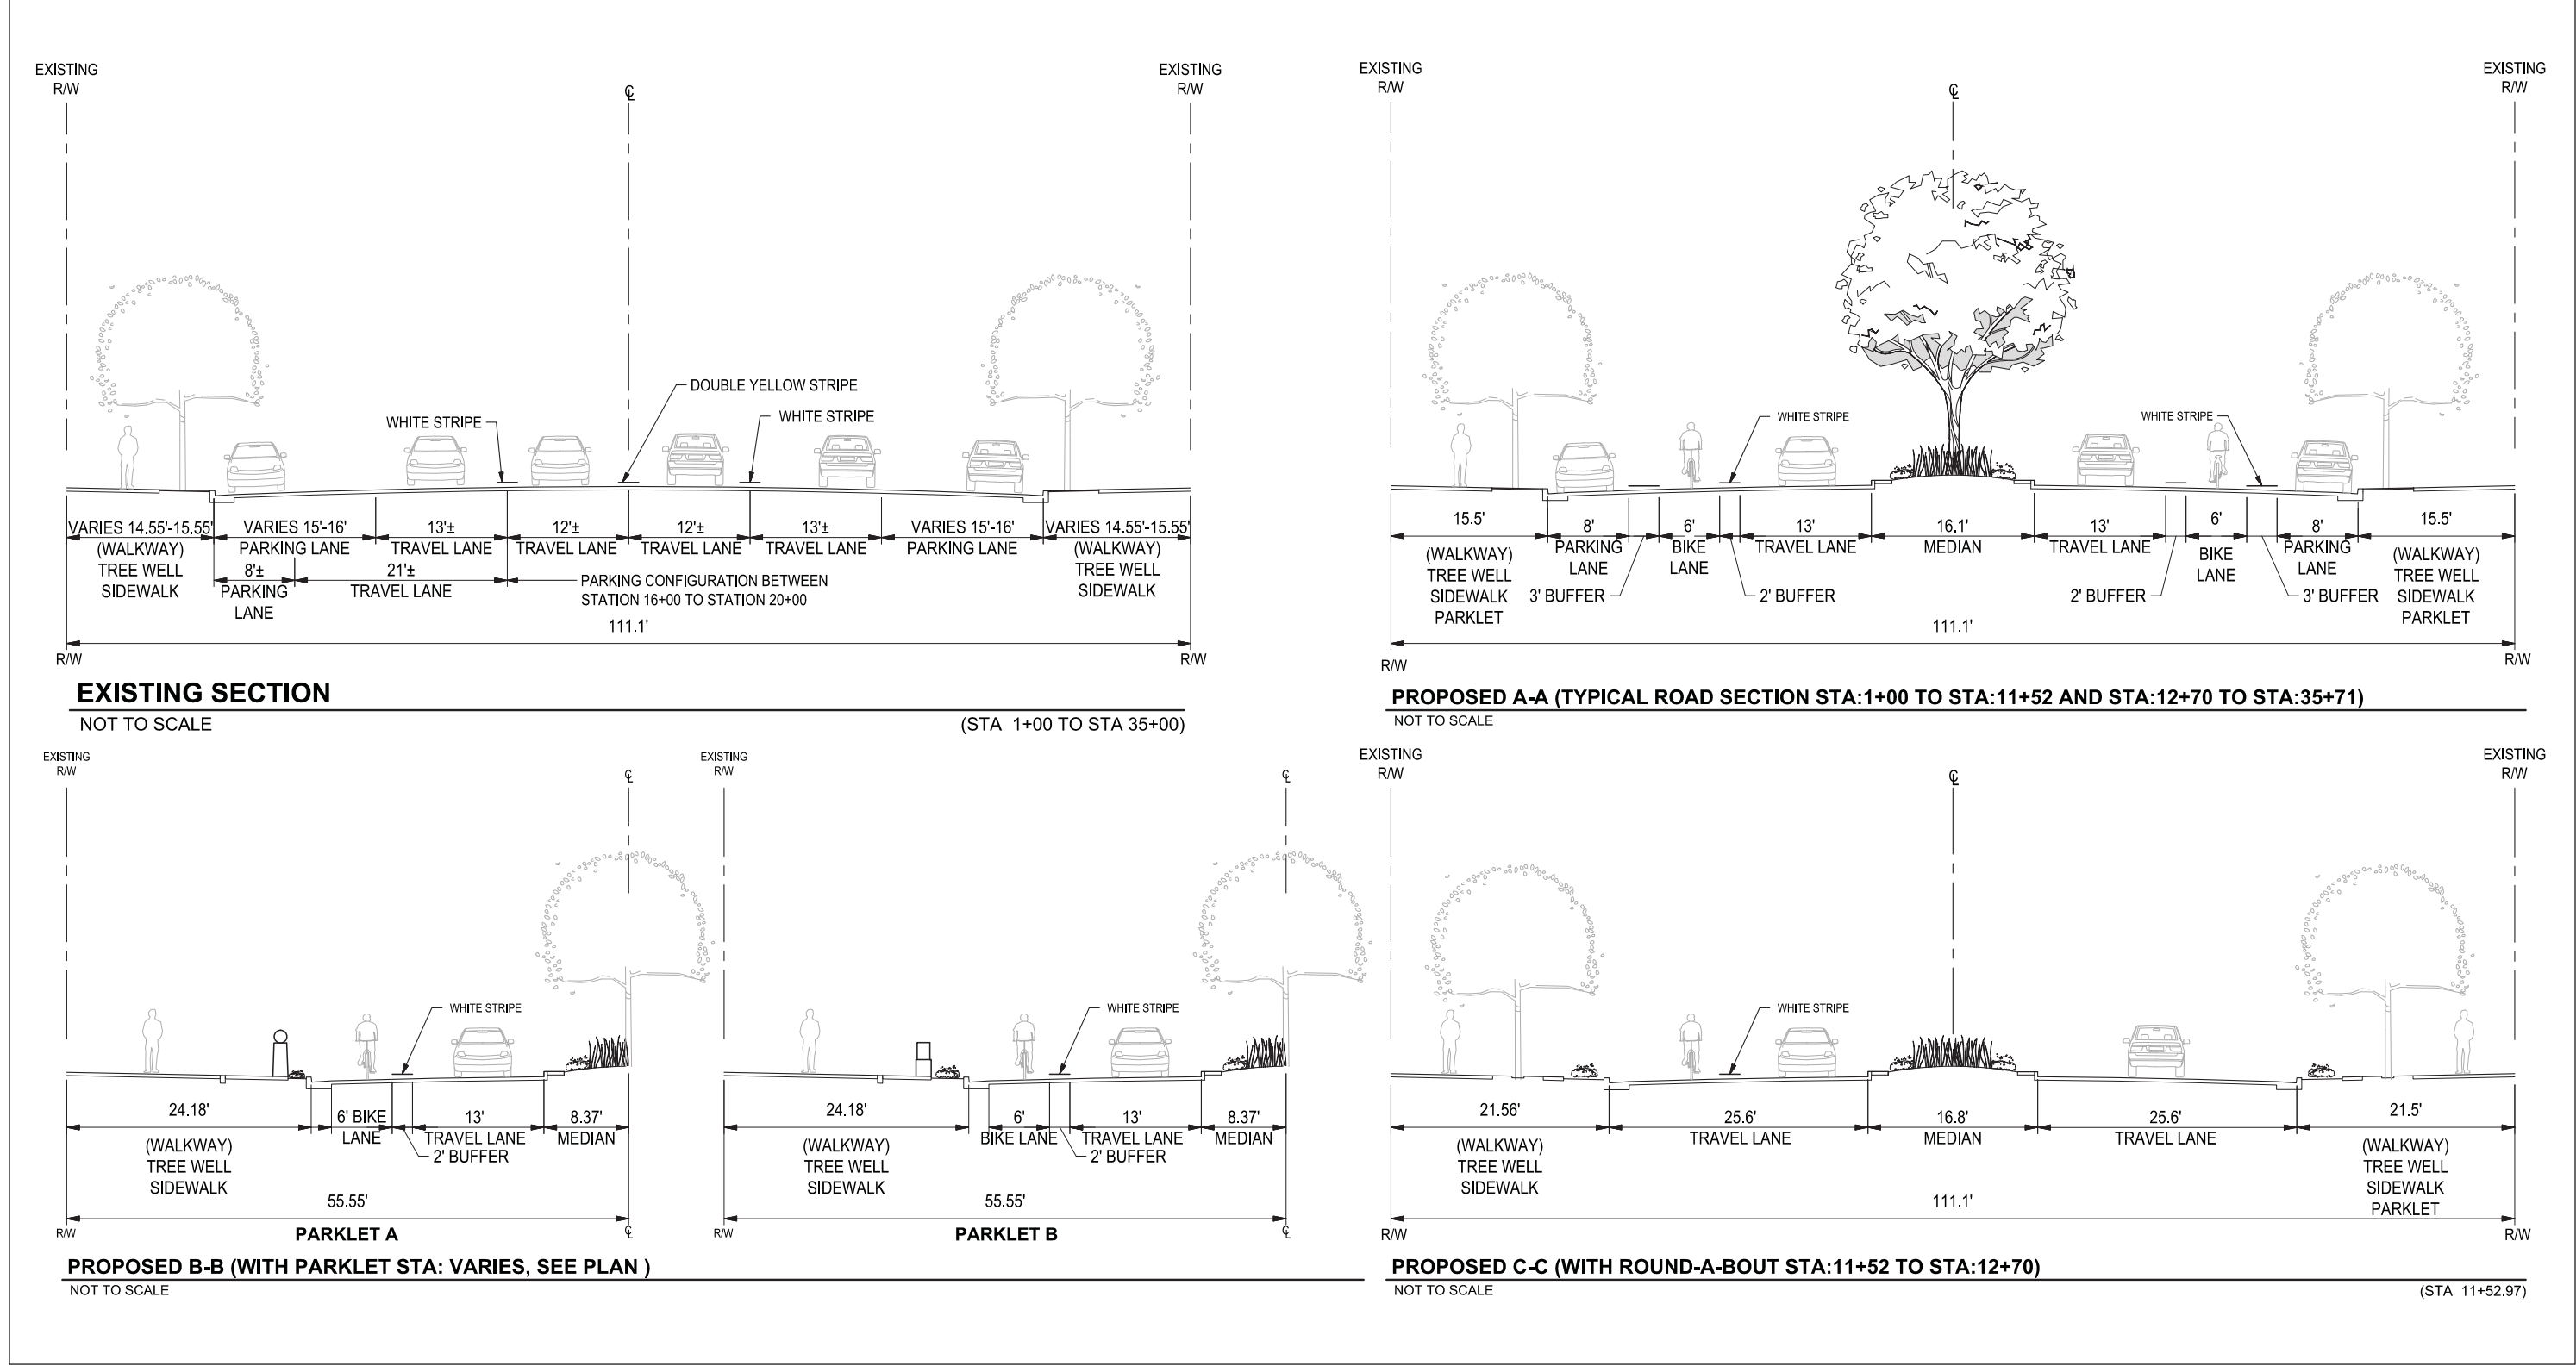 EXISTING
R/W
℄
EXISTING
R/W
DOUBLE YELLOW STRIPE
WHITE STRIPE
WHITE STRIPE
VARIES 14.55'-15.55'
(WALKWAY)
TREE WELL
SIDEWALK
VARIES 15'-16'
PARKING LANE
13'±
TRAVEL LANE
12'±
TRAVEL LANE
12'±
TRAVEL LANE
13'±
TRAVEL LANE
VARIES 15'-16'
PARKING LANE
VARIES 14.55'-15.55'
(WALKWAY)
TREE WELL
SIDEWALK
8'±
PARKING
LANE
21'±
TRAVEL LANE
PARKING CONFIGURATION BETWEEN
STATION 16+00 TO STATION 20+00
111.1'
R/W
R/W
EXISTING SECTION
NOT TO SCALE
(STA 1+00 TO STA 35+00)
EXISTING
R/W
℄
EXISTING
R/W
WHITE STRIPE
WHITE STRIPE
15.5'
(WALKWAY)
TREE WELL
SIDEWALK
PARKLET
8'
PARKING
LANE
3' BUFFER
6'
BIKE
LANE
2' BUFFER
13'
TRAVEL LANE
16.1'
MEDIAN
13'
TRAVEL LANE
2' BUFFER
6'
BIKE
LANE
3' BUFFER
8'
PARKING
LANE
15.5'
(WALKWAY)
TREE WELL
SIDEWALK
PARKLET
111.1'
R/W
R/W
PROPOSED A-A (TYPICAL ROAD SECTION STA:1+00 TO STA:11+52 AND STA:12+70 TO STA:35+71)
NOT TO SCALE
EXISTING
R/W
℄
WHITE STRIPE
24.18'
(WALKWAY)
TREE WELL
SIDEWALK
6' BIKE
LANE
2' BUFFER
13'
TRAVEL LANE
8.37'
MEDIAN
55.55'
R/W
℄
PARKLET A
EXISTING
R/W
℄
WHITE STRIPE
24.18'
(WALKWAY)
TREE WELL
SIDEWALK
6'
BIKE LANE
2' BUFFER
13'
TRAVEL LANE
8.37'
MEDIAN
55.55'
R/W
℄
PARKLET B
PROPOSED B-B (WITH PARKLET STA: VARIES, SEE PLAN )
NOT TO SCALE
EXISTING
R/W
℄
EXISTING
R/W
WHITE STRIPE
21.56'
(WALKWAY)
TREE WELL
SIDEWALK
25.6'
TRAVEL LANE
16.8'
MEDIAN
25.6'
TRAVEL LANE
21.5'
(WALKWAY)
TREE WELL
SIDEWALK
PARKLET
111.1'
R/W
R/W
PROPOSED C-C (WITH ROUND-A-BOUT STA:11+52 TO STA:12+70)
NOT TO SCALE
(STA 11+52.97)